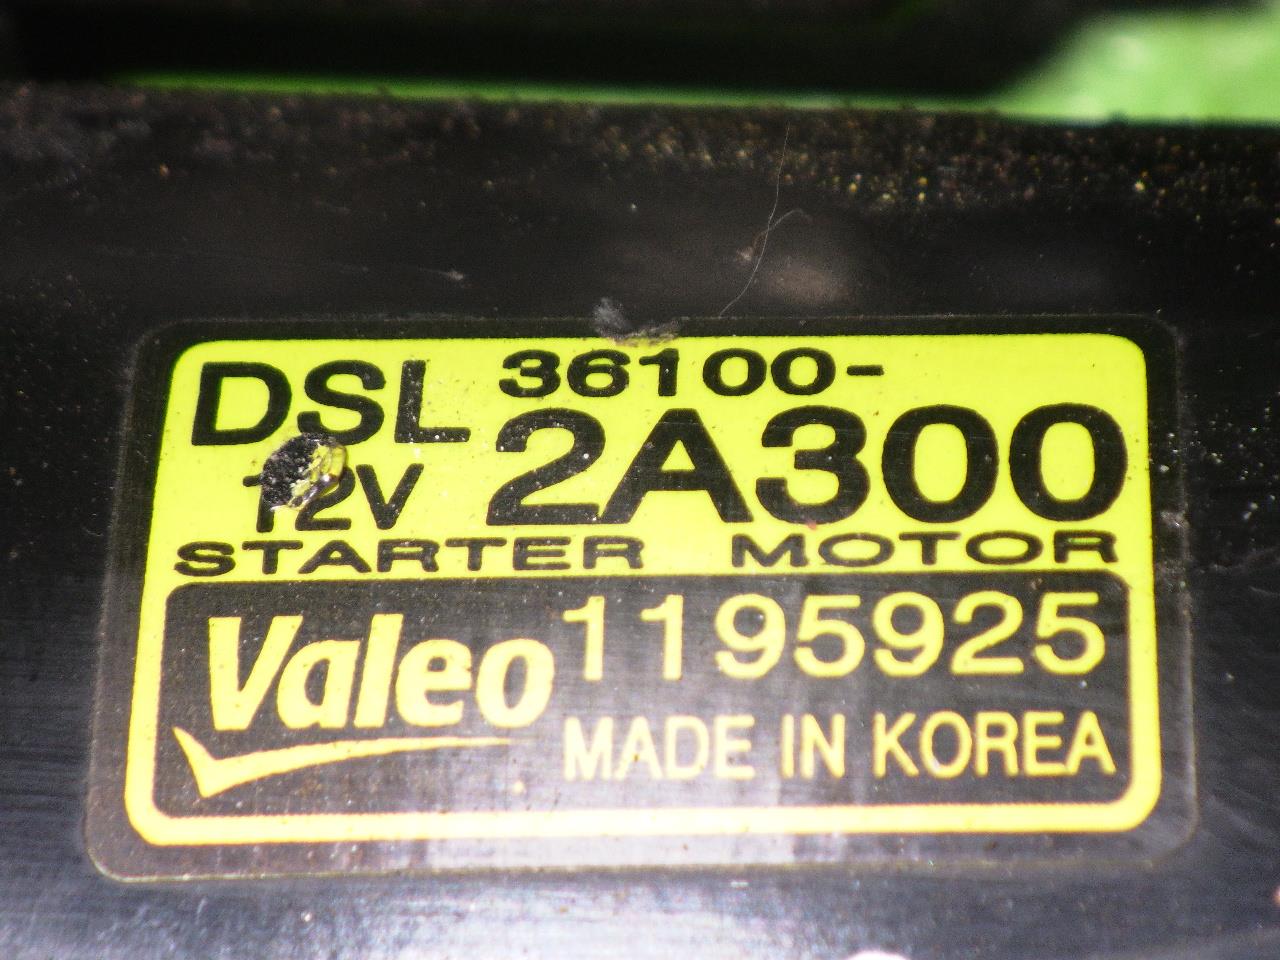 DSL 36100-
12V 2A300
STARTER MOTOR
Valeo 1195925
MADE IN KOREA